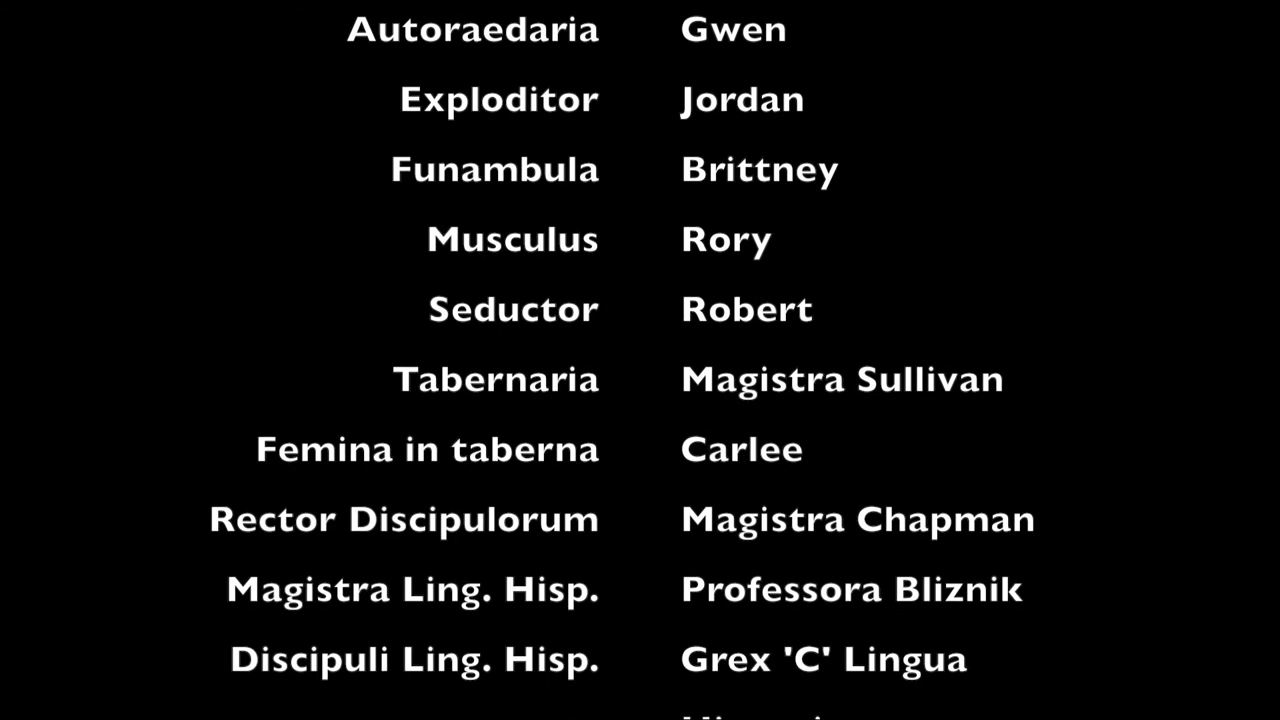 Autoraedaria Gwen
Exploditor Jordan
Funambula Brittney
Musculus Rory
Seductor Robert
Tabernaria Magistra Sullivan
Femina in taberna Carlee
Rector Discipulorum Magistra Chapman
Magistra Ling. Hisp. Professora Bliznik
Discipuli Ling. Hisp. Grex 'C' Lingua